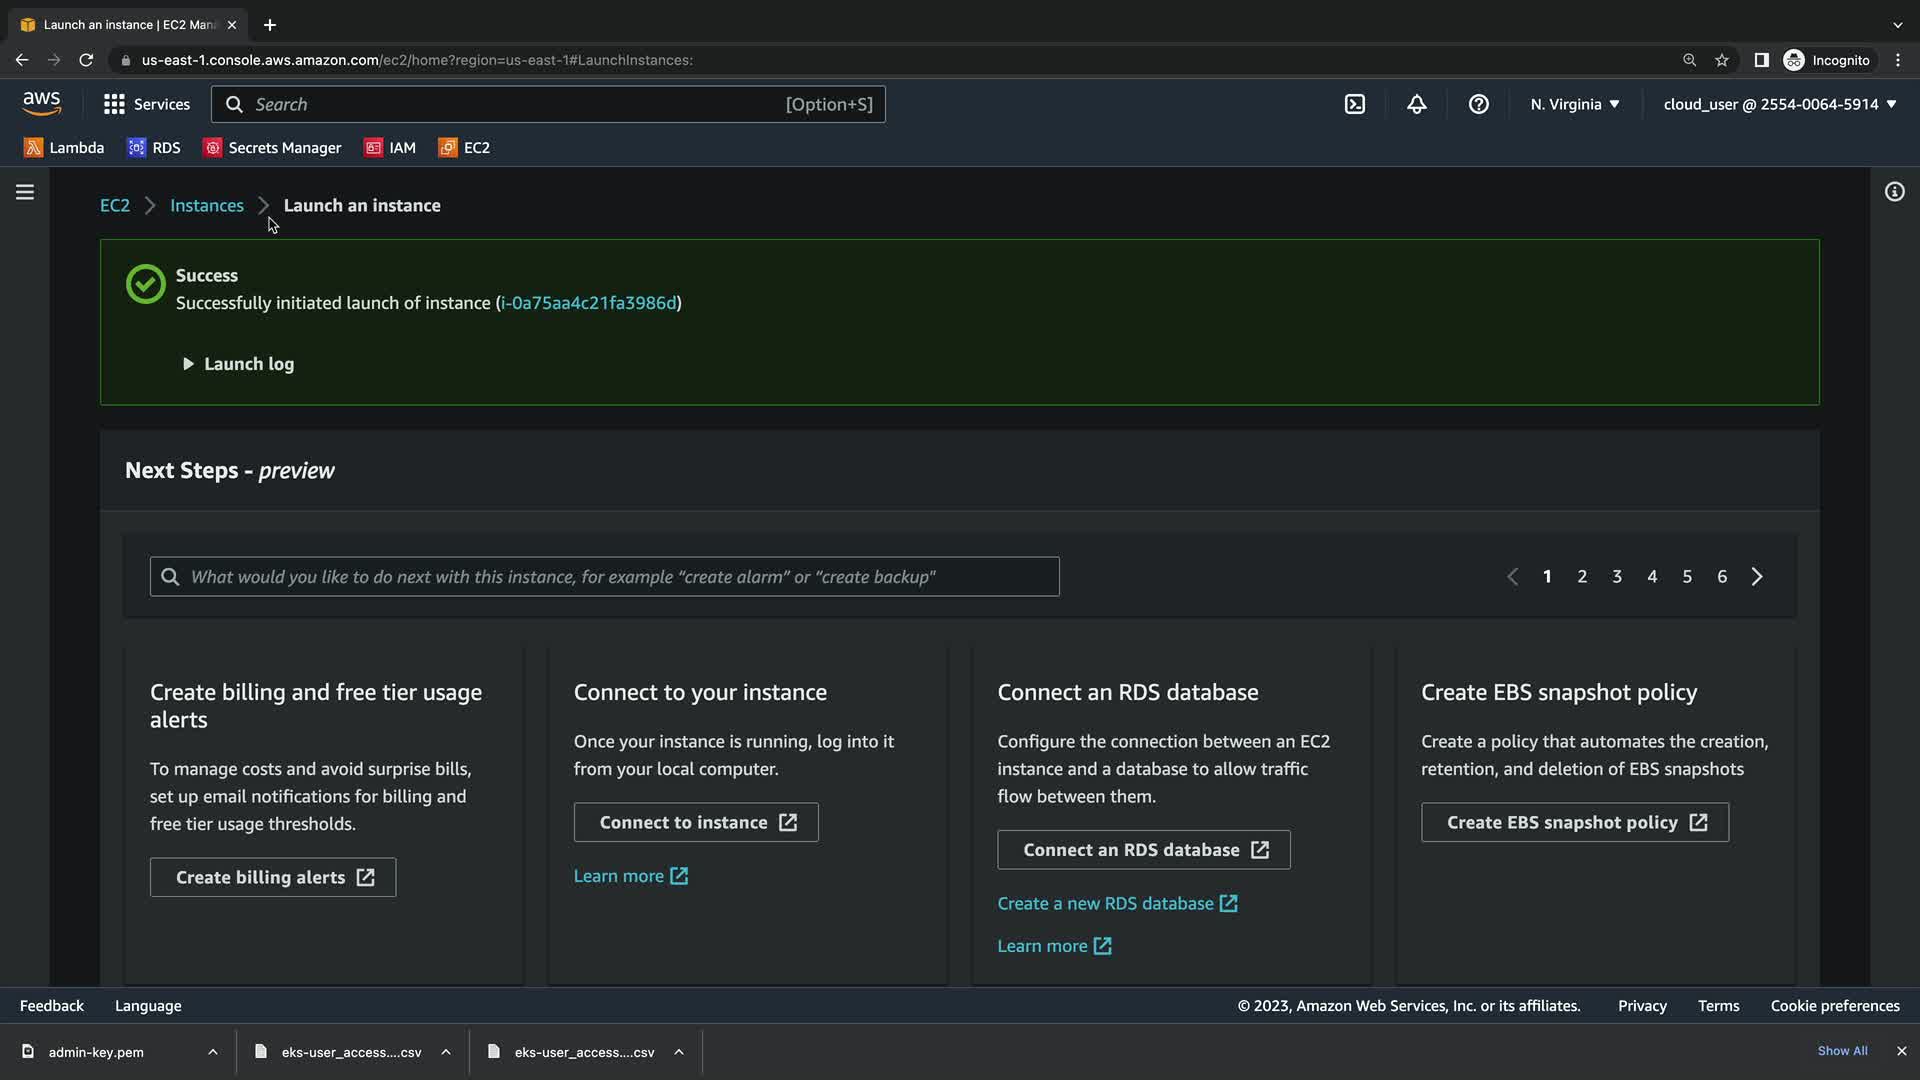 Launch an instance | EC2 Man
us-east-1.console.aws.amazon.com/ec2/home?region=us-east-1#LaunchInstances:
Incognito
aws
Services
Search
[Option+S]
N. Virginia
cloud_user @ 2554-0064-5914
Lambda
RDS
Secrets Manager
IAM
EC2
EC2
Instances
Launch an instance
Success
Successfully initiated launch of instance (i-0a75aa4c21fa3986d)
Launch log
Next Steps - preview
What would you like to do next with this instance, for example “create alarm” or “create backup"
1 2 3 4 5 6
Create billing and free tier usage
alerts
To manage costs and avoid surprise bills,
set up email notifications for billing and
free tier usage thresholds.
Create billing alerts
Connect to your instance
Once your instance is running, log into it
from your local computer.
Connect to instance
Learn more
Connect an RDS database
Configure the connection between an EC2
instance and a database to allow traffic
flow between them.
Connect an RDS database
Create a new RDS database
Learn more
Create EBS snapshot policy
Create a policy that automates the creation,
retention, and deletion of EBS snapshots
Create EBS snapshot policy
Feedback
Language
© 2023, Amazon Web Services, Inc. or its affiliates.
Privacy
Terms
Cookie preferences
admin-key.pem
eks-user_access....csv
eks-user_access....csv
Show All